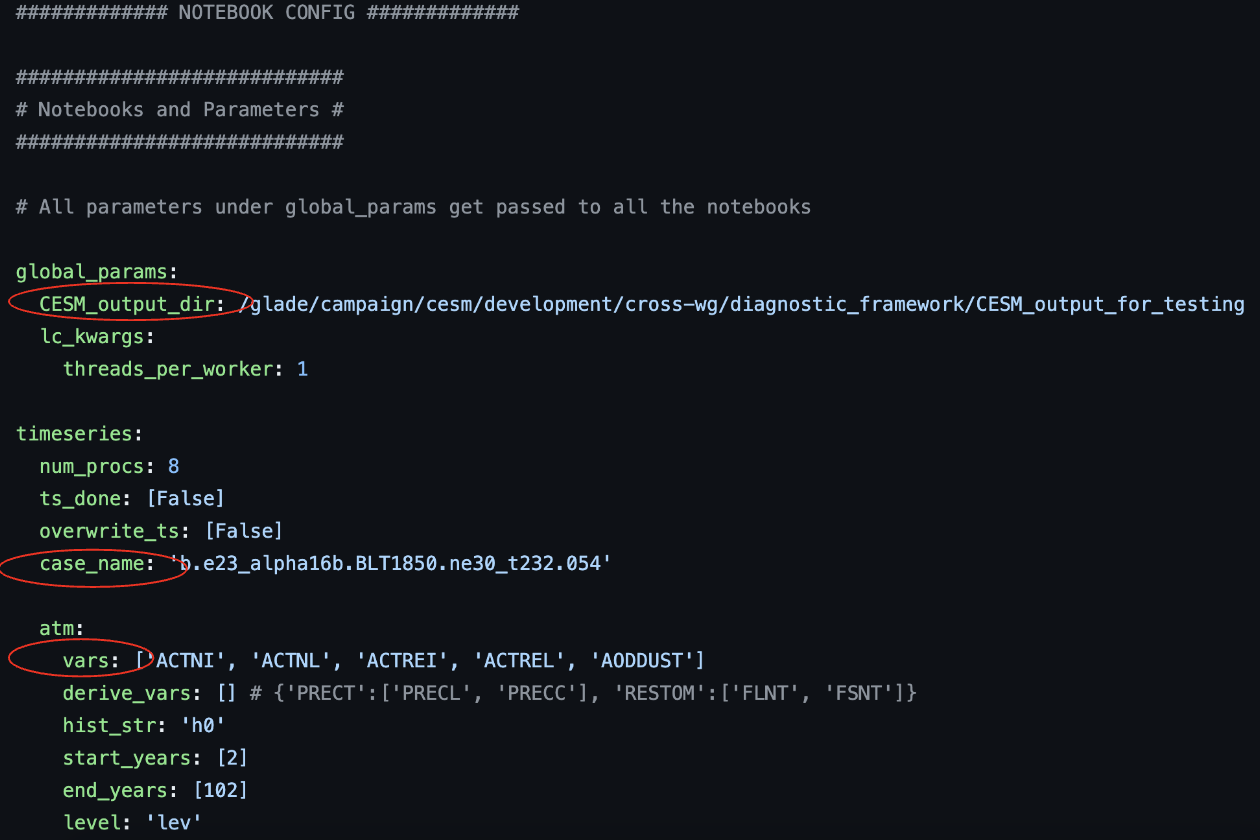 ############# NOTEBOOK CONFIG #############
############################
# Notebooks and Parameters #
############################
# All parameters under global_params get passed to all the notebooks
global_params:
CESM_output_dir: /glade/campaign/cesm/development/cross-wg/diagnostic_framework/CESM_output_for_testing
lc_kwargs:
threads_per_worker: 1
timeseries:
num_procs: 8
ts_done: [False]
overwrite_ts: [False]
case_name: 'b.e23_alpha16b.BLT1850.ne30_t232.054'
atm:
vars: ['ACTNI', 'ACTNL', 'ACTREI', 'ACTREL', 'AODDUST']
derive_vars: [] # {'PRECT':['PRECL', 'PRECC'], 'RESTOM':['FLNT', 'FSNT']}
hist_str: 'h0'
start_years: [2]
end_years: [102]
level: 'lev'